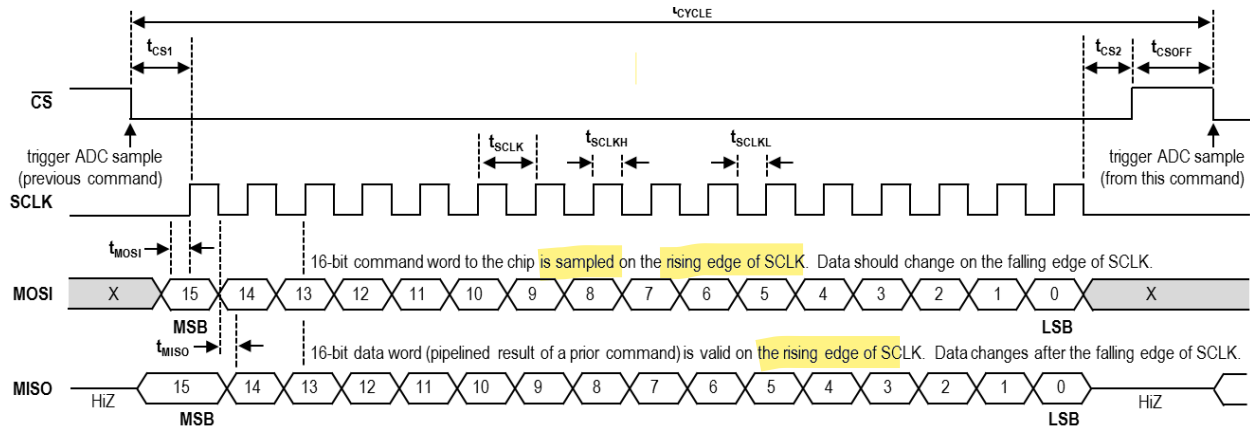 tCYCLE
tCS1
tCS2
tCSOFF
CS
tSCLK
tSCLKH
tSCLKL
trigger ADC sample
(previous command)
trigger ADC sample
(from this command)
SCLK
tMOSI
16-bit command word to the chip is sampled on the rising edge of SCLK. Data should change on the falling edge of SCLK.
MOSI X 15 14 13 12 11 10 9 8 7 6 5 4 3 2 1 0 X
MSB LSB
tMISO
16-bit data word (pipelined result of a prior command) is valid on the rising edge of SCLK. Data changes after the falling edge of SCLK.
MISO HiZ 15 14 13 12 11 10 9 8 7 6 5 4 3 2 1 0 HiZ
MSB LSB